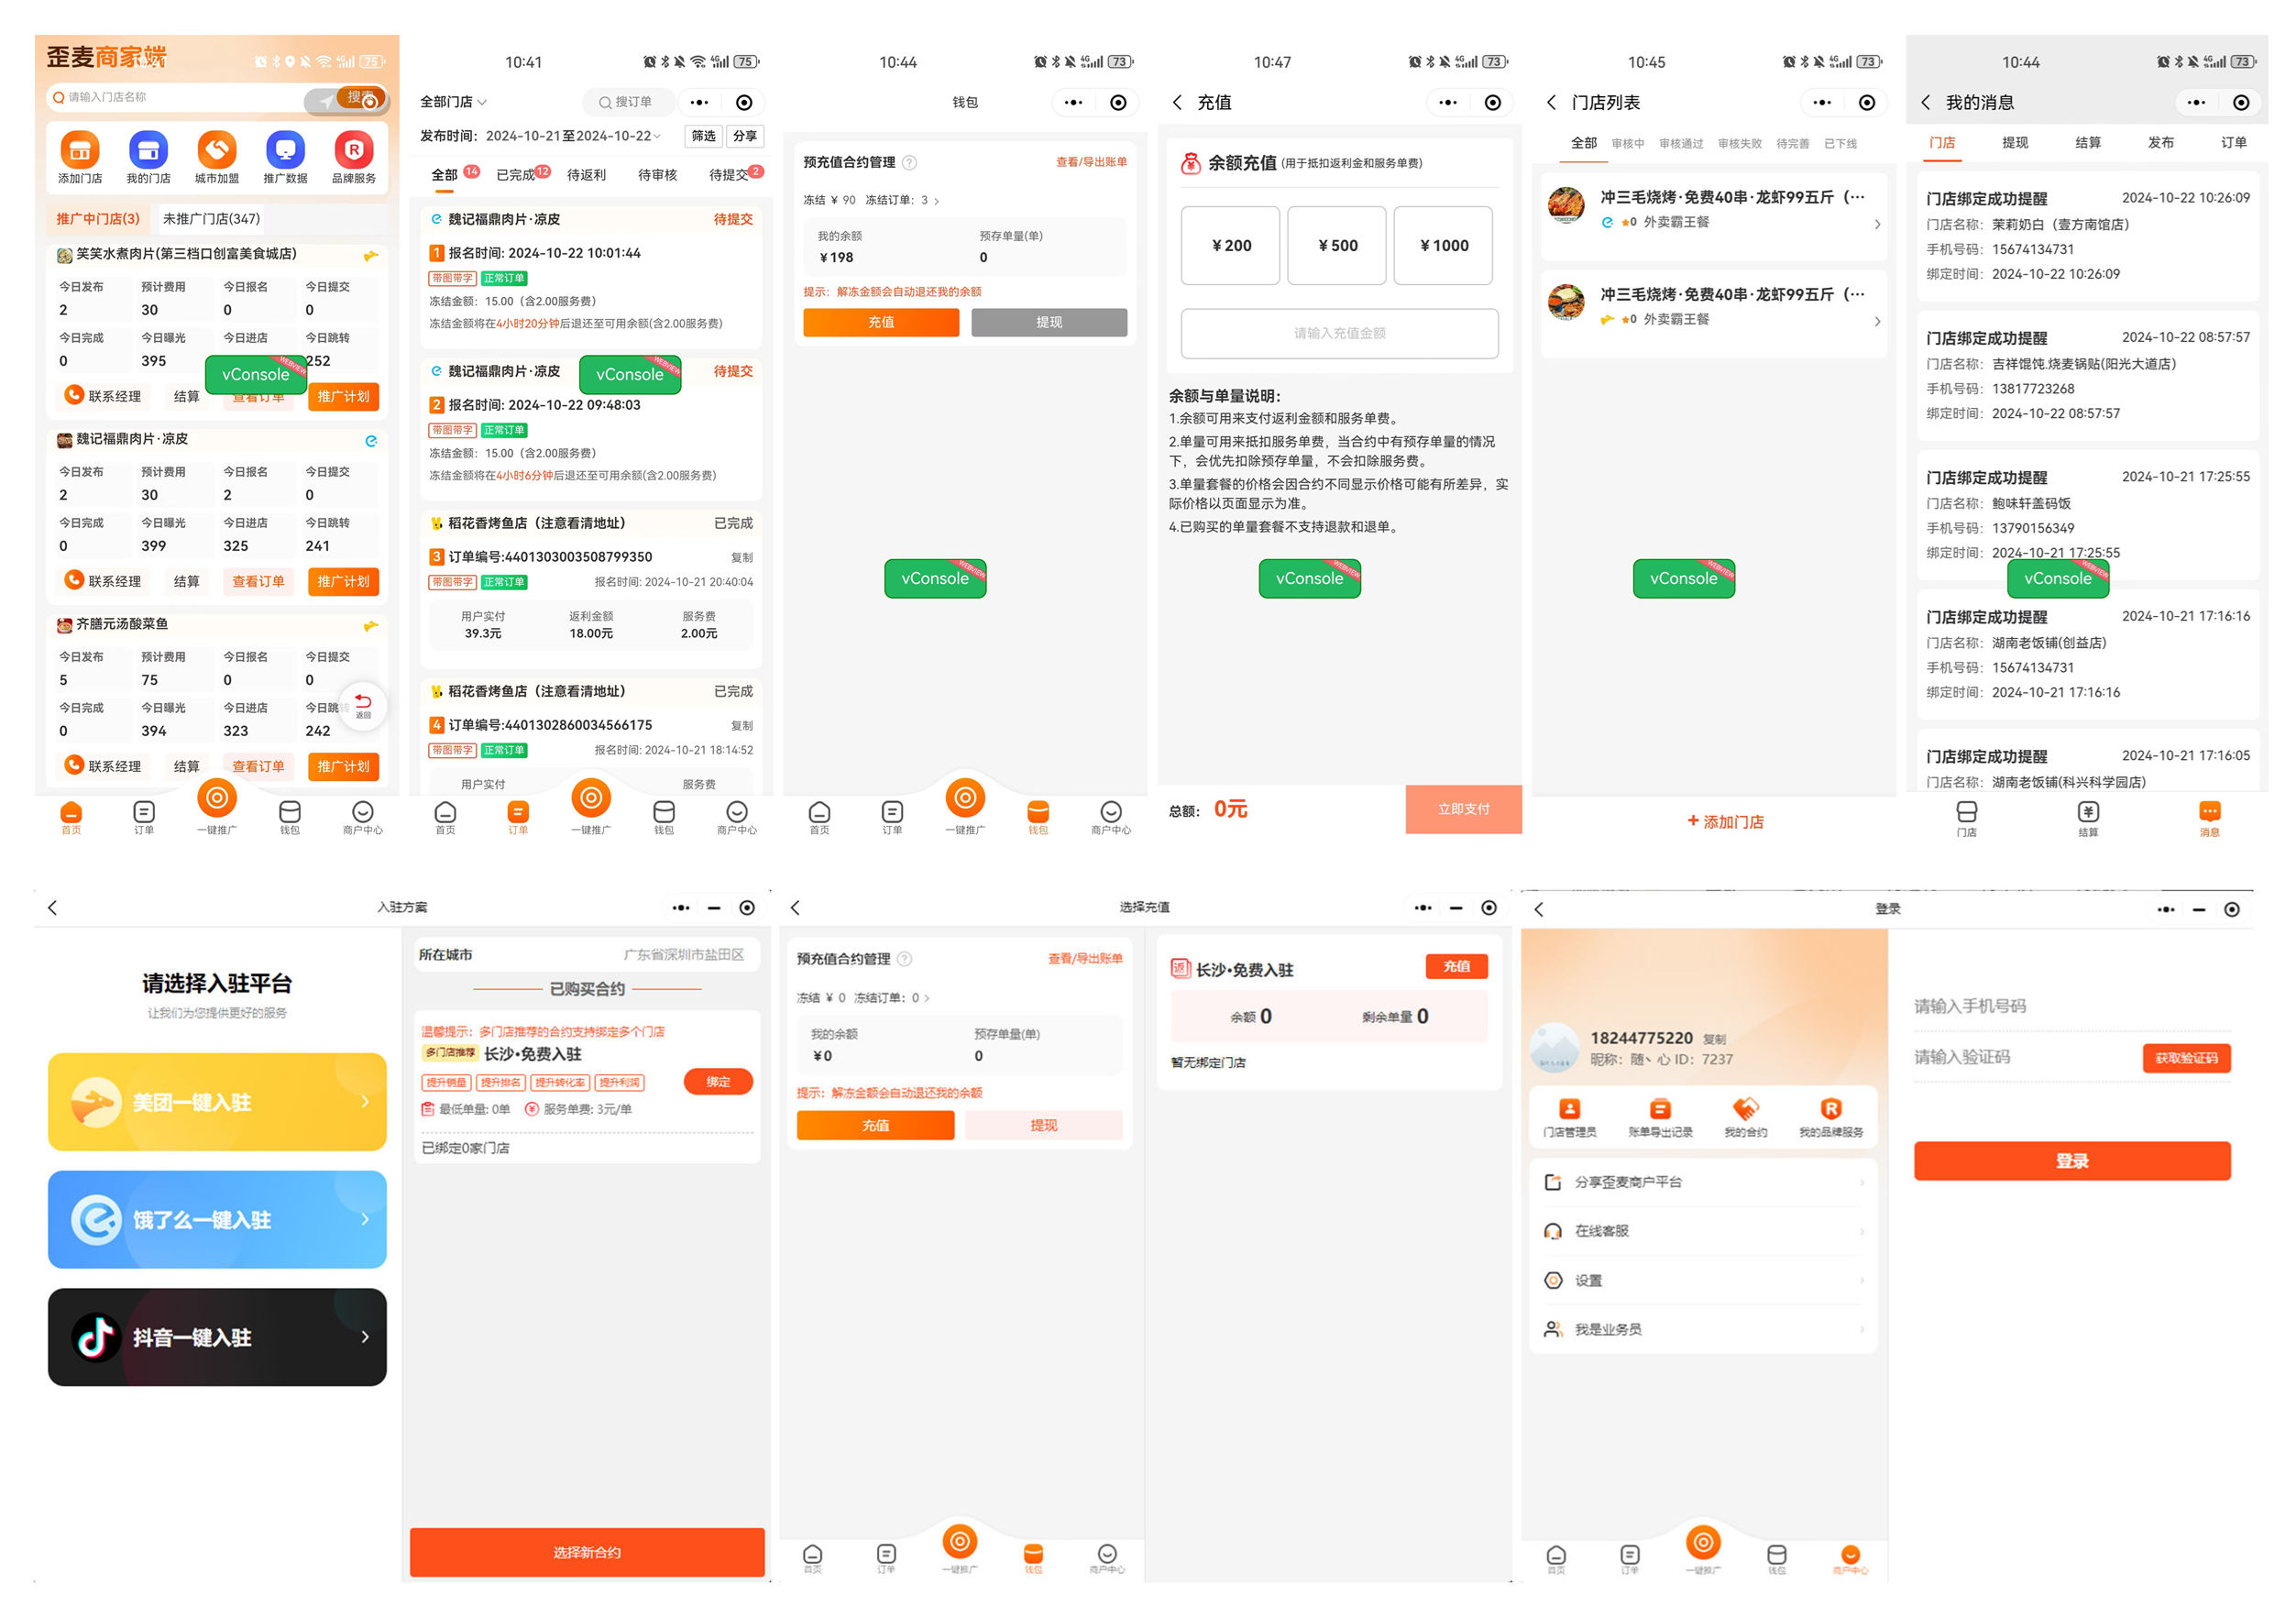 歪麦商家端
75
请输入门店名称
添加门店
我的门店
城市加盟
推广数据
品牌服务
推广中门店(3)
未推广门店(347)
笑笑水煮肉片(第三档口创富美食城店)
今日发布 预计费用 今日报名 今日提交
2 30 0 0
今日完成 今日曝光 今日进店 今日跳转
0 395 252
联系经理 结算 查看订单 推广计划
vConsole
WEBVIEW
魏记福鼎肉片·凉皮
今日发布 预计费用 今日报名 今日提交
2 30 2 0
今日完成 今日曝光 今日进店 今日跳转
0 399 325 241
联系经理 结算 查看订单 推广计划
齐膳元汤酸菜鱼
今日发布 预计费用 今日报名 今日提交
5 75 0 0
今日完成 今日曝光 今日进店 今日跳
0 394 323 242
返回
联系经理 结算 查看订单 推广计划
首页 订单 一键推广 钱包 商户中心
10:41
4G 75
全部门店
搜订单
发布时间: 2024-10-21至2024-10-22
筛选 分享
全部 14 已完成 12 待返利 待审核 待提交 2
魏记福鼎肉片·凉皮 待提交
1 报名时间: 2024-10-22 10:01:44
带图带字 正常订单
冻结金额: 15.00 (含2.00服务费)
冻结金额将在4小时20分钟后退还至可用余额(含2.00服务费)
魏记福鼎肉片·凉皮 待提交
vConsole
WEBVIEW
2 报名时间: 2024-10-22 09:48:03
带图带字 正常订单
冻结金额: 15.00 (含2.00服务费)
冻结金额将在4小时6分钟后退还至可用余额(含2.00服务费)
稻花香烤鱼店（注意看清地址） 已完成
3 订单编号:4401303003508799350 复制
带图带字 正常订单 报名时间: 2024-10-21 20:40:04
用户实付 返利金额 服务费
39.3元 18.00元 2.00元
稻花香烤鱼店（注意看清地址） 已完成
4 订单编号:4401302860034566175 复制
带图带字 正常订单 报名时间: 2024-10-21 18:14:52
用户实付 服务费
首页 订单 一键推广 钱包 商户中心
10:44
4G 73
钱包
预充值合约管理 ? 查看/导出账单
冻结 ¥ 90 冻结订单: 3 >
我的余额 预存单量(单)
¥198 0
提示: 解冻金额会自动退还我的余额
充值 提现
vConsole
WEBVIEW
首页 订单 一键推广 钱包 商户中心
10:47
4G 73
充值
余额充值 (用于抵扣返利金和服务单费)
¥200 ¥500 ¥1000
请输入充值金额
余额与单量说明:
1.余额可用来支付返利金额和服务单费。
2.单量可用来抵扣服务单费，当合约中有预存单量的情况
下，会优先扣除预存单量，不会扣除服务费。
3.单量套餐的价格会因合约不同显示价格可能有所差异，实
际价格以页面显示为准。
4.已购买的单量套餐不支持退款和退单。
vConsole
WEBVIEW
总额: 0元
立即支付
10:45
4G 73
门店列表
全部 审核中 审核通过 审核失败 待完善 已下线
冲三毛烧烤·免费40串·龙虾99五斤（···
0 外卖霸王餐
冲三毛烧烤·免费40串·龙虾99五斤（···
0 外卖霸王餐
vConsole
WEBVIEW
+ 添加门店
10:44
4G 73
我的消息
门店 提现 结算 发布 订单
门店绑定成功提醒 2024-10-22 10:26:09
门店名称: 茉莉奶白（壹方南馆店）
手机号码: 15674134731
绑定时间: 2024-10-22 10:26:09
门店绑定成功提醒 2024-10-22 08:57:57
门店名称: 吉祥馄饨.烧麦锅贴(阳光大道店)
手机号码: 13817723268
绑定时间: 2024-10-22 08:57:57
门店绑定成功提醒 2024-10-21 17:25:55
门店名称: 鲍味轩盖码饭
手机号码: 13790156349
绑定时间: 2024-10-21 17:25:55
vConsole
WEBVIEW
门店绑定成功提醒 2024-10-21 17:16:16
门店名称: 湖南老饭铺(创益店)
手机号码: 15674134731
绑定时间: 2024-10-21 17:16:16
门店绑定成功提醒 2024-10-21 17:16:05
门店名称: 湖南老饭铺(科兴科学园店)
门店 结算 消息
入驻方案
请选择入驻平台
让我们为您提供更好的服务
美团一键入驻
饿了么一键入驻
抖音一键入驻
所在城市 广东省深圳市盐田区
已购买合约
温馨提示: 多门店推荐的合约支持绑定多个门店
多门店推荐 长沙•免费入驻
提升销量 提升排名 提升转化率 提升利润
绑定
最低单量: 0单 服务单费: 3元/单
已绑定0家门店
选择新合约
选择充值
预充值合约管理 ? 查看/导出账单
冻结 ¥ 0 冻结订单: 0 >
我的余额 预存单量(单)
¥0 0
提示: 解冻金额会自动退还我的余额
充值 提现
首页 订单 一键推广 钱包 商户中心
返 长沙•免费入驻 充值
余额 0 剩余单量 0
暂无绑定门店
登录
18244775220 复制
昵称: 随丶心 ID: 7237
门店管理员 账单导出记录 我的合约 我的品牌服务
分享歪麦商户平台
在线客服
设置
我是业务员
首页 订单 一键推广 钱包 商户中心
请输入手机号码
请输入验证码 获取验证码
登录